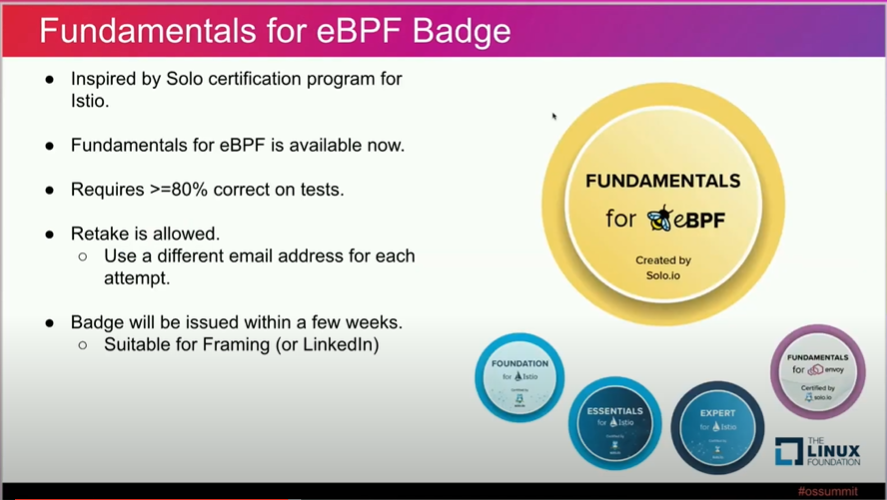 Fundamentals for eBPF Badge
● Inspired by Solo certification program for
Istio.
● Fundamentals for eBPF is available now.
● Requires >=80% correct on tests.
● Retake is allowed.
○ Use a different email address for each
attempt.
● Badge will be issued within a few weeks.
○ Suitable for Framing (or LinkedIn)
FUNDAMENTALS
for eBPF
Created by
Solo.io
FOUNDATION
for Istio
ESSENTIALS
for Istio
EXPERT
for Istio
FUNDAMENTALS
for envoy
Certified by
solo.io
THE
LINUX
FOUNDATION
#ossummit